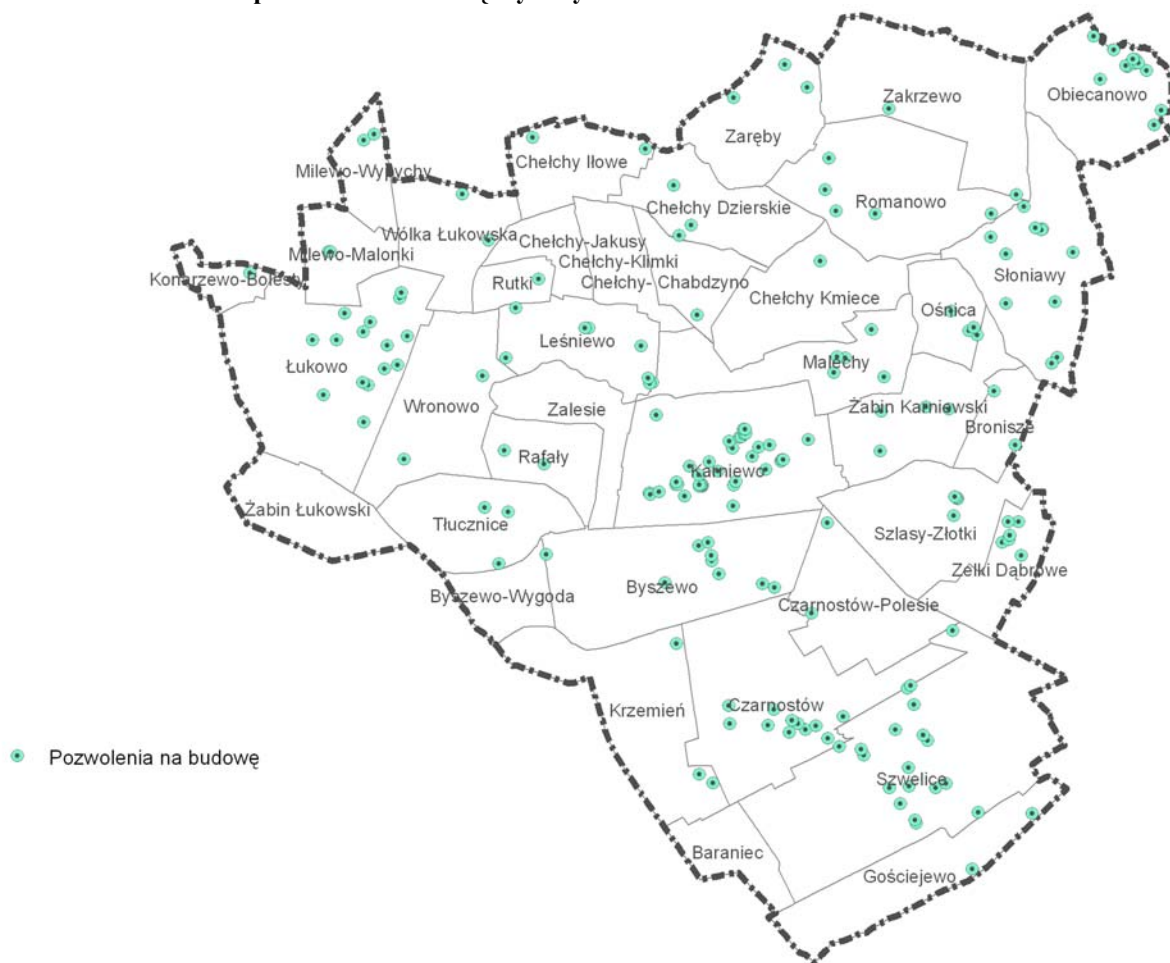 Obiecanowo
Zakrzewo
Zaręby
Chełchy Iłowe
Milewo-Wypychy
Romanowo
Chełchy Dzierskie
Wólka Łukowska
Chełchy-Jakusy
Milewo-Malonki
Chełchy-Klimki
Słoniawy
Konarzewo-Bolesty
Rutki
Chełchy- Chabdzyno
Chełchy Kmiece
Ośnica
Leśniewo
Łukowo
Malechy
Wronowo
Zalesie
Żabin Karniewski
Bronisze
Rafały
Karniewo
Żabin Łukowski
Tłucznice
Szlasy-Złotki
Zelki Dąbrowe
Byszewo
Byszewo-Wygoda
Czarnostów-Polesie
Krzemień
Czarnostów
Pozwolenia na budowę
Szwelice
Baraniec
Gościejewo